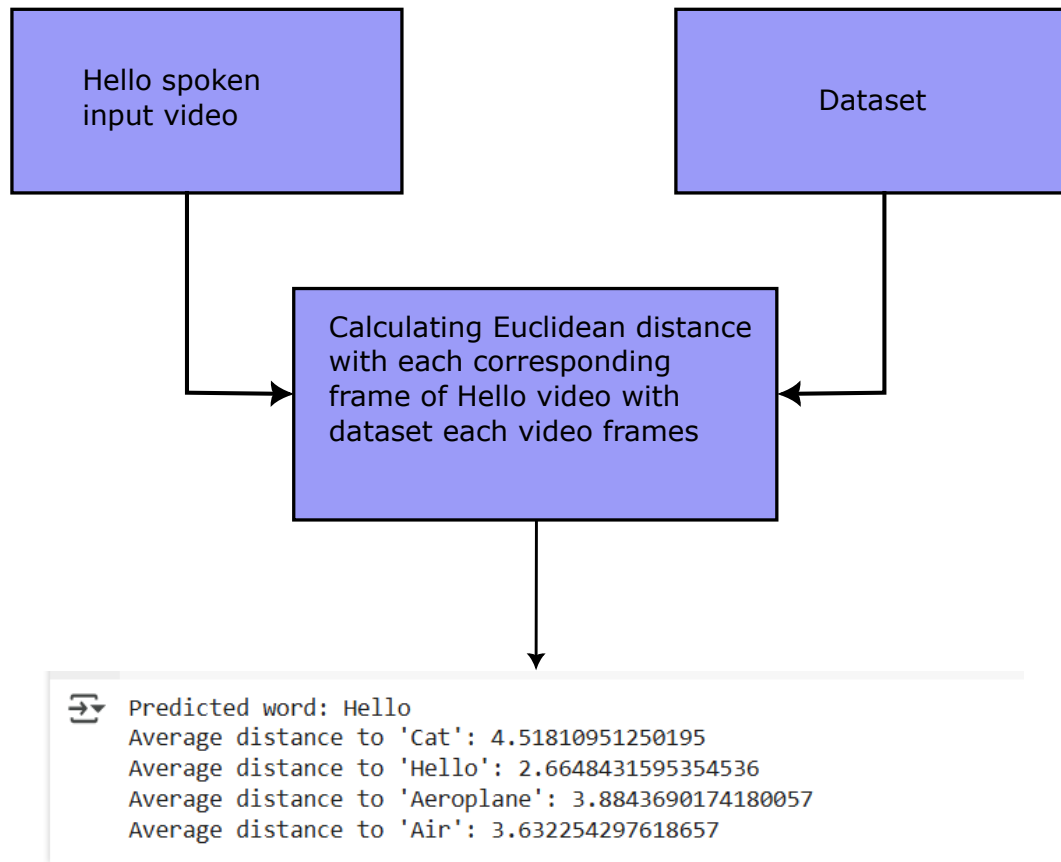 Hello spoken
input video
Dataset
Calculating Euclidean distance
with each corresponding
frame of Hello video with
dataset each video frames
Predicted word: Hello
Average distance to 'Cat': 4.51810951250195
Average distance to 'Hello': 2.6648431595354536
Average distance to 'Aeroplane': 3.8843690174180057
Average distance to 'Air': 3.632254297618657